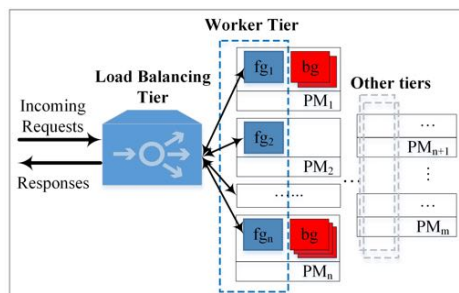 Worker Tier
Load Balancing
Tier
Incoming
Requests
Responses
fg1 bg
PM1
fg2
PM2
.......
fgn bg
PMn
...
Other tiers
...
PMn+1
⋮
...
PMm